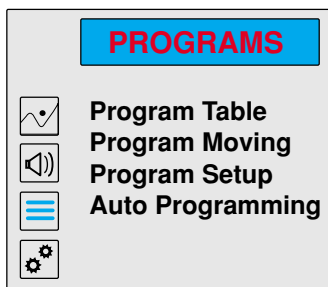 PROGRAMS
Program Table
Program Moving
Program Setup
Auto Programming